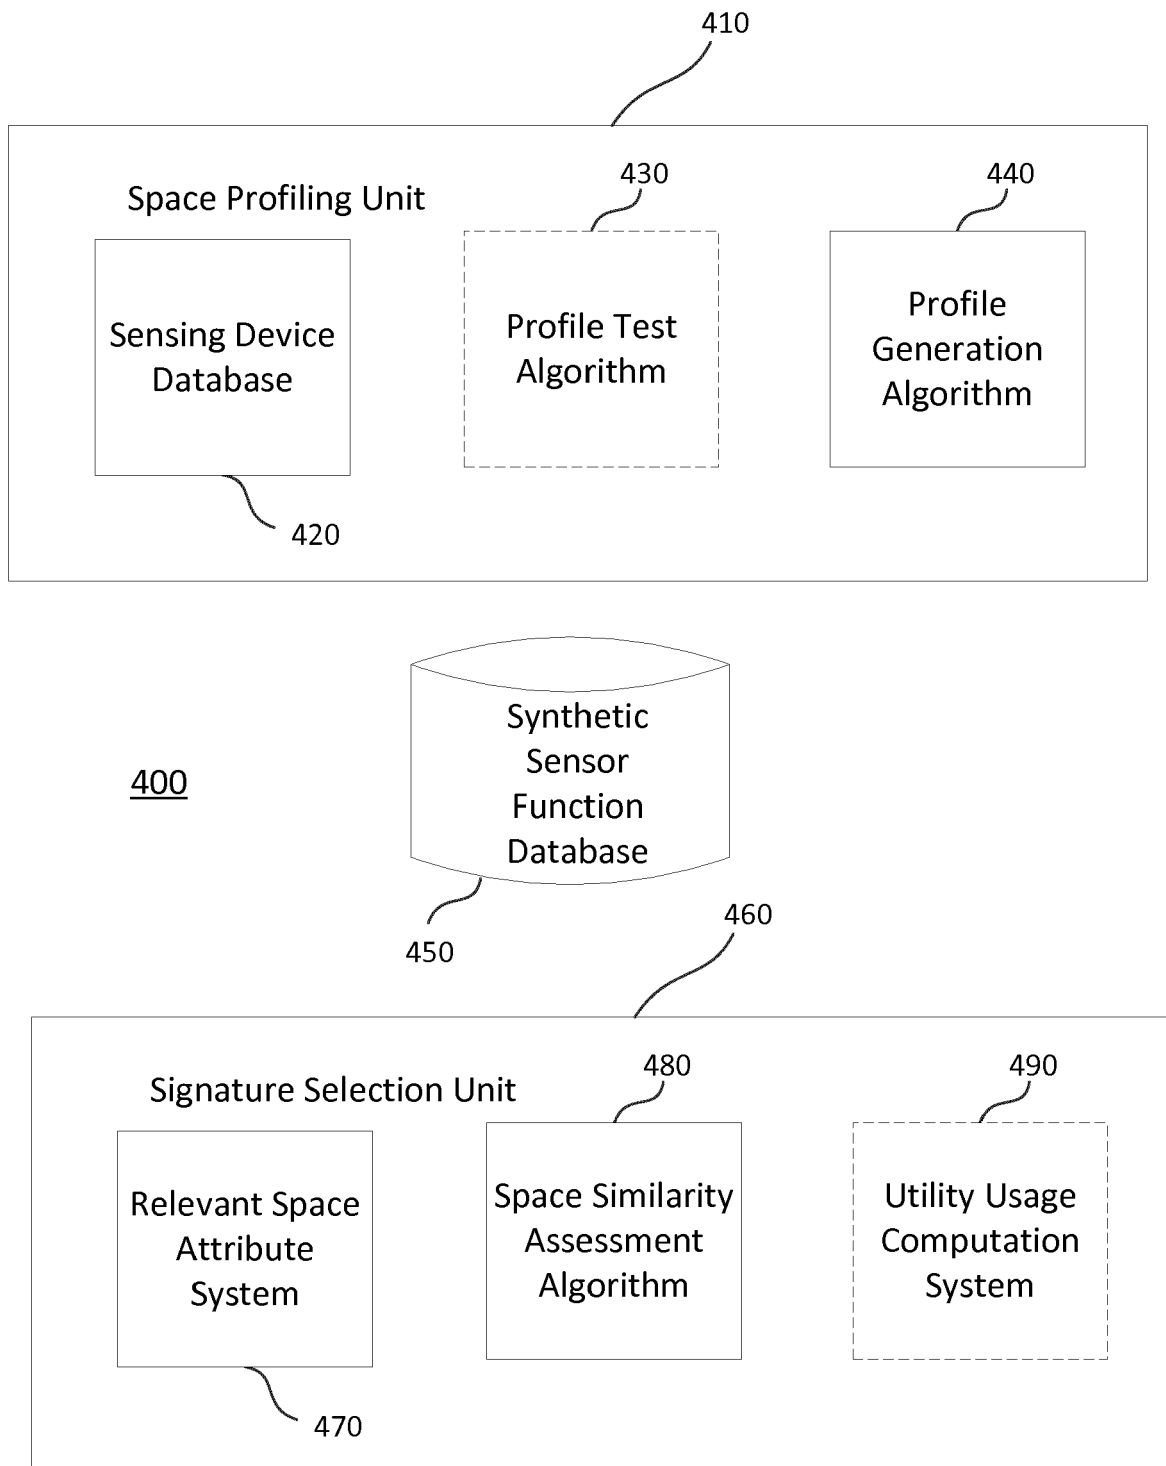 410
Space Profiling Unit
430
440
Sensing Device
Database
Profile Test
Algorithm
Profile
Generation
Algorithm
420
Synthetic
Sensor
Function
Database
400
450
460
Signature Selection Unit
480
490
Relevant Space
Attribute
System
Space Similarity
Assessment
Algorithm
Utility Usage
Computation
System
470